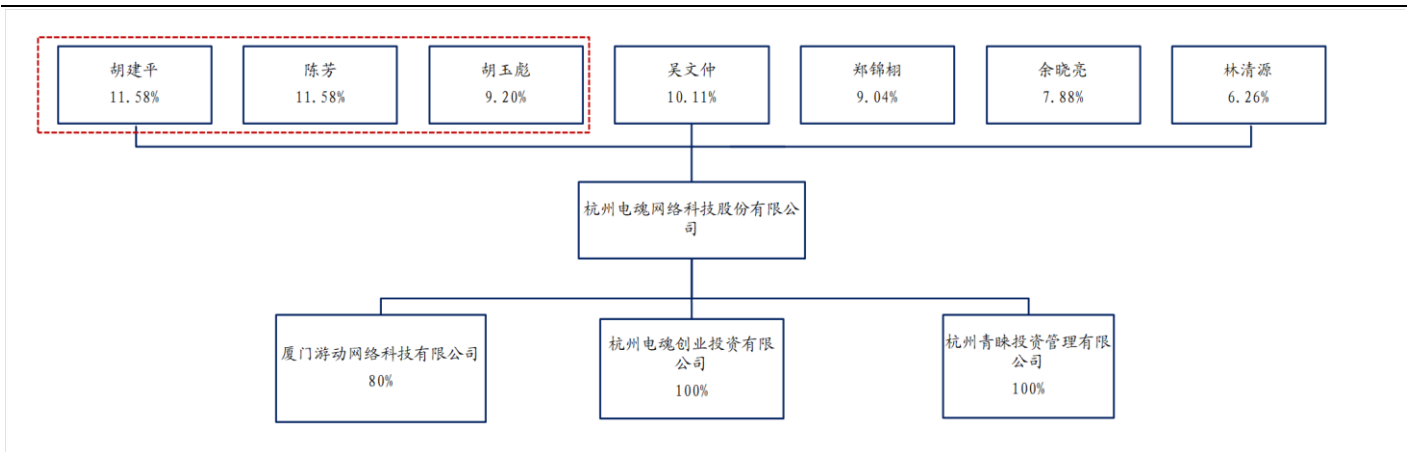 胡建平
11.58%
陈芳
11.58%
胡玉彪
9.20%
吴文仲
10.11%
郑锦栩
9.04%
余晓亮
7.88%
林清源
6.26%
杭州电魂网络科技股份有限公
司
厦门游动网络科技有限公司
80%
杭州电魂创业投资有限
公司
100%
杭州青睐投资管理有限
公司
100%